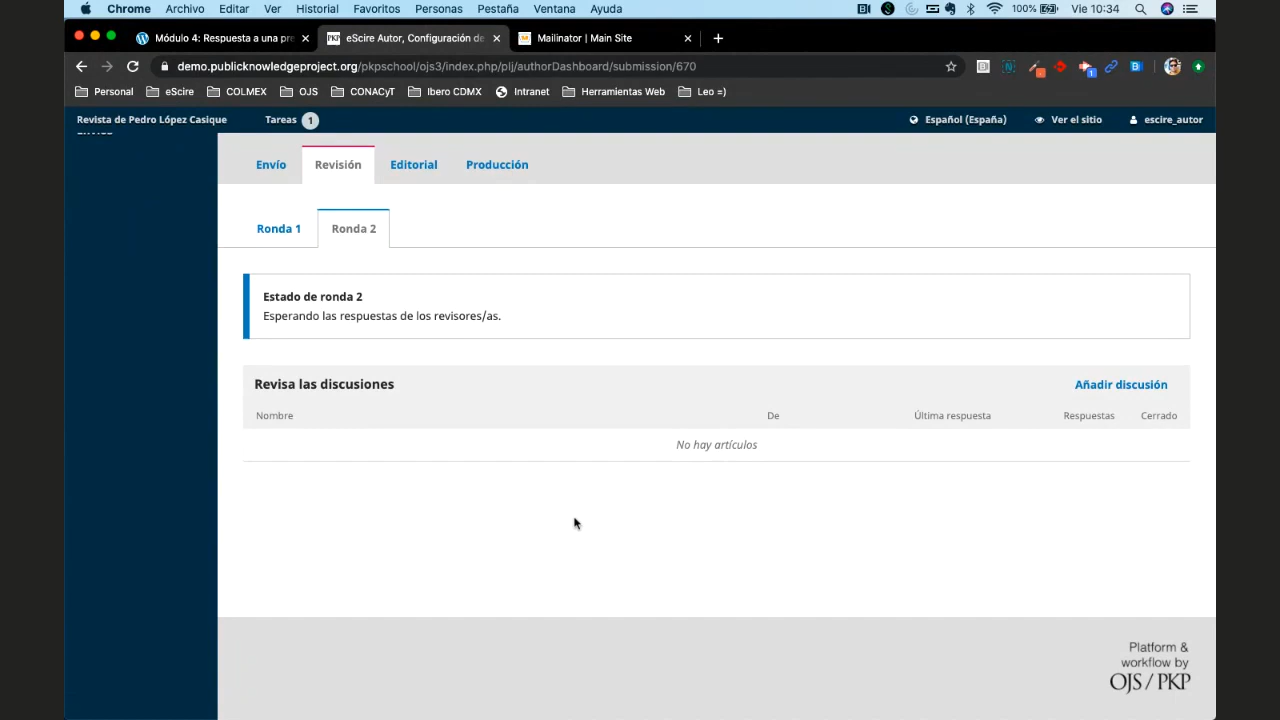 Chrome Archivo Editar Ver Historial Favoritos Personas Pestaña Ventana Ayuda 100% Vie 10:34
Módulo 4: Respuesta a una pre
eScire Autor, Configuración de
Mailinator | Main Site
demo.publicknowledgeproject.org/pkpschool/ojs3/index.php/plj/authorDashboard/submission/670
Personal eScire COLMEX OJS CONACyT Ibero CDMX Intranet Herramientas Web Leo =)
Revista de Pedro López Casique Tareas 1 Español (España) Ver el sitio escire_autor
Envío Revisión Editorial Producción
Ronda 1 Ronda 2
Estado de ronda 2
Esperando las respuestas de los revisores/as.
Revisa las discusiones Añadir discusión
Nombre De Última respuesta Respuestas Cerrado
No hay artículos
Platform &
workflow by
OJS / PKP